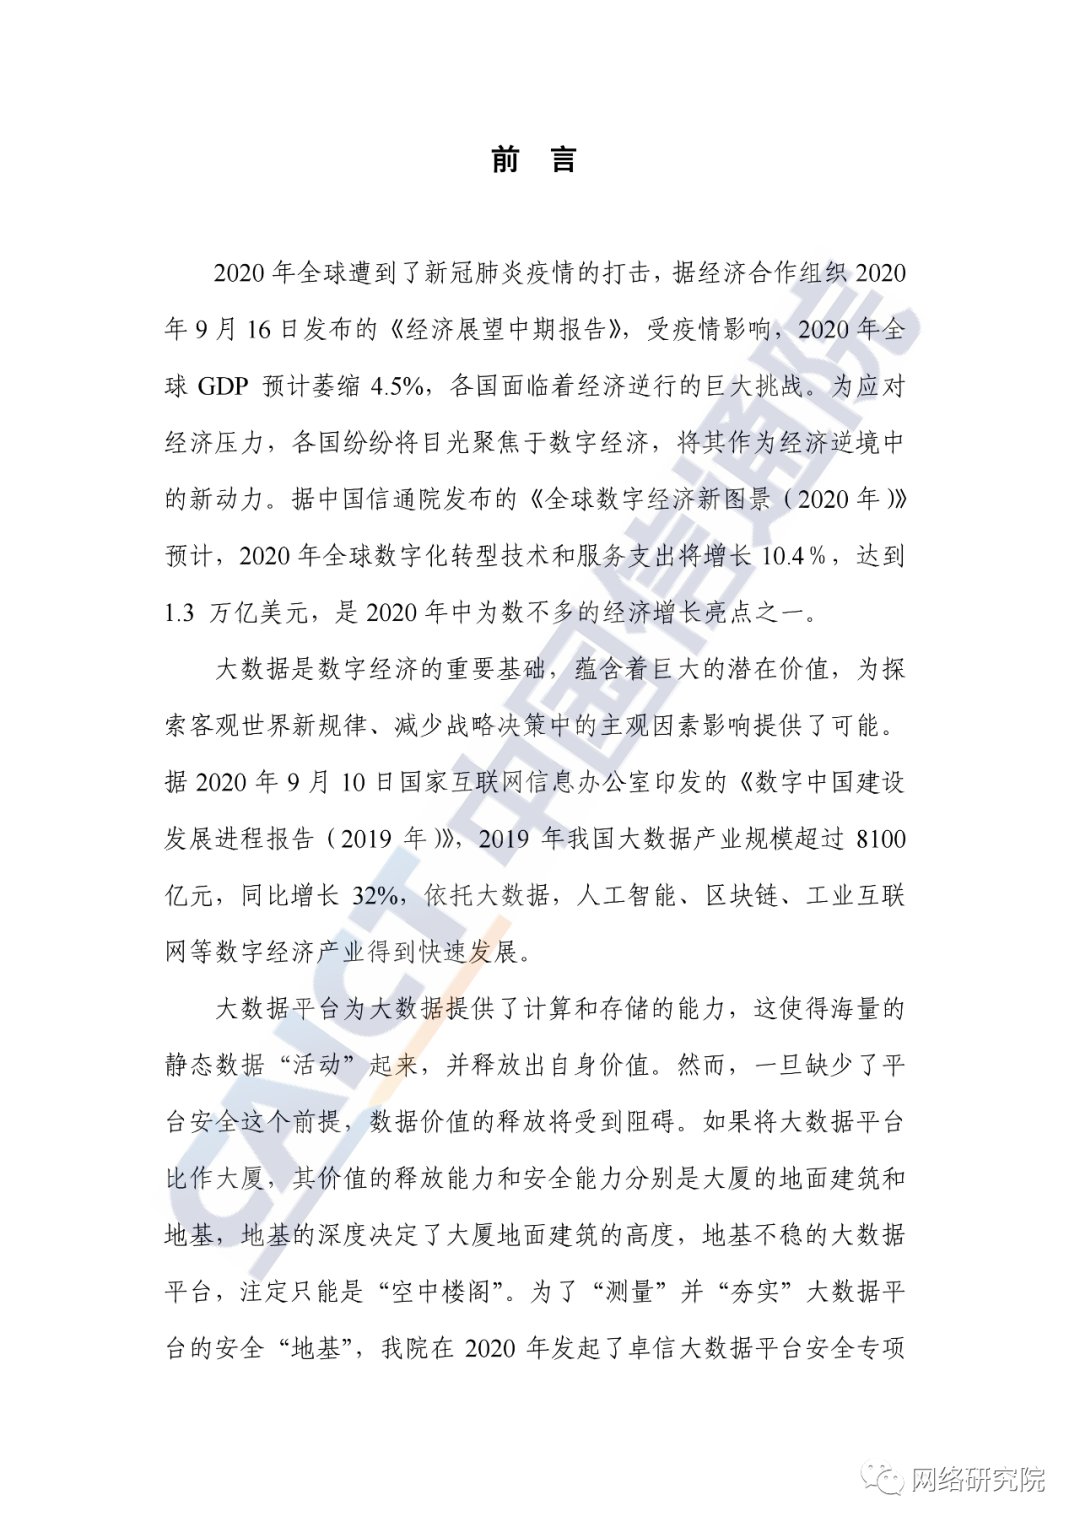 前 言
2020 年全球遭到了新冠肺炎疫情的打击，据经济合作组织 2020
年 9 月 16 日发布的《经济展望中期报告》，受疫情影响，2020 年全
球 GDP 预计萎缩 4.5%，各国面临着经济逆行的巨大挑战。为应对
经济压力，各国纷纷将目光聚焦于数字经济，将其作为经济逆境中
的新动力。据中国信通院发布的《全球数字经济新图景（2020 年）》
预计，2020 年全球数字化转型技术和服务支出将增长 10.4％，达到
1.3 万亿美元，是 2020 年中为数不多的经济增长亮点之一。
大数据是数字经济的重要基础，蕴含着巨大的潜在价值，为探
索客观世界新规律、减少战略决策中的主观因素影响提供了可能。
据 2020 年 9 月 10 日国家互联网信息办公室印发的《数字中国建设
发展进程报告（2019 年）》，2019 年我国大数据产业规模超过 8100
亿元，同比增长 32%，依托大数据，人工智能、区块链、工业互联
网等数字经济产业得到快速发展。
大数据平台为大数据提供了计算和存储的能力，这使得海量的
静态数据“活动”起来，并释放出自身价值。然而，一旦缺少了平
台安全这个前提，数据价值的释放将受到阻碍。如果将大数据平台
比作大厦，其价值的释放能力和安全能力分别是大厦的地面建筑和
地基，地基的深度决定了大厦地面建筑的高度，地基不稳的大数据
平台，注定只能是“空中楼阁”。为了“测量”并“夯实”大数据平
台的安全“地基”，我院在 2020 年发起了卓信大数据平台安全专项
CAICT 中国信通院
网络研究院